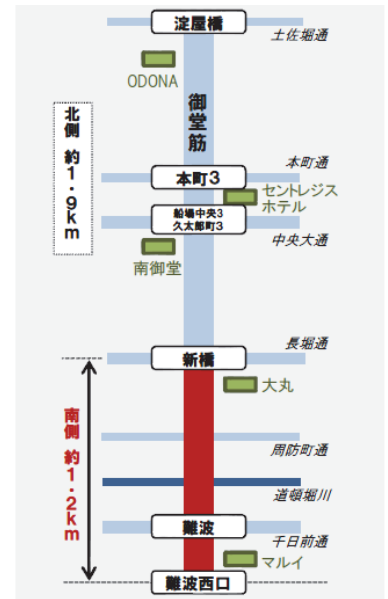 淀屋橋
土佐堀通
ODONA
御堂筋
北側 約1.9km
本町通
本町3
セントレジス
ホテル
船場中央3
久太郎町3
中央大通
南御堂
長堀通
新橋
大丸
南側 約1.2km
周防町通
道頓堀川
難波
千日前通
マルイ
難波西口